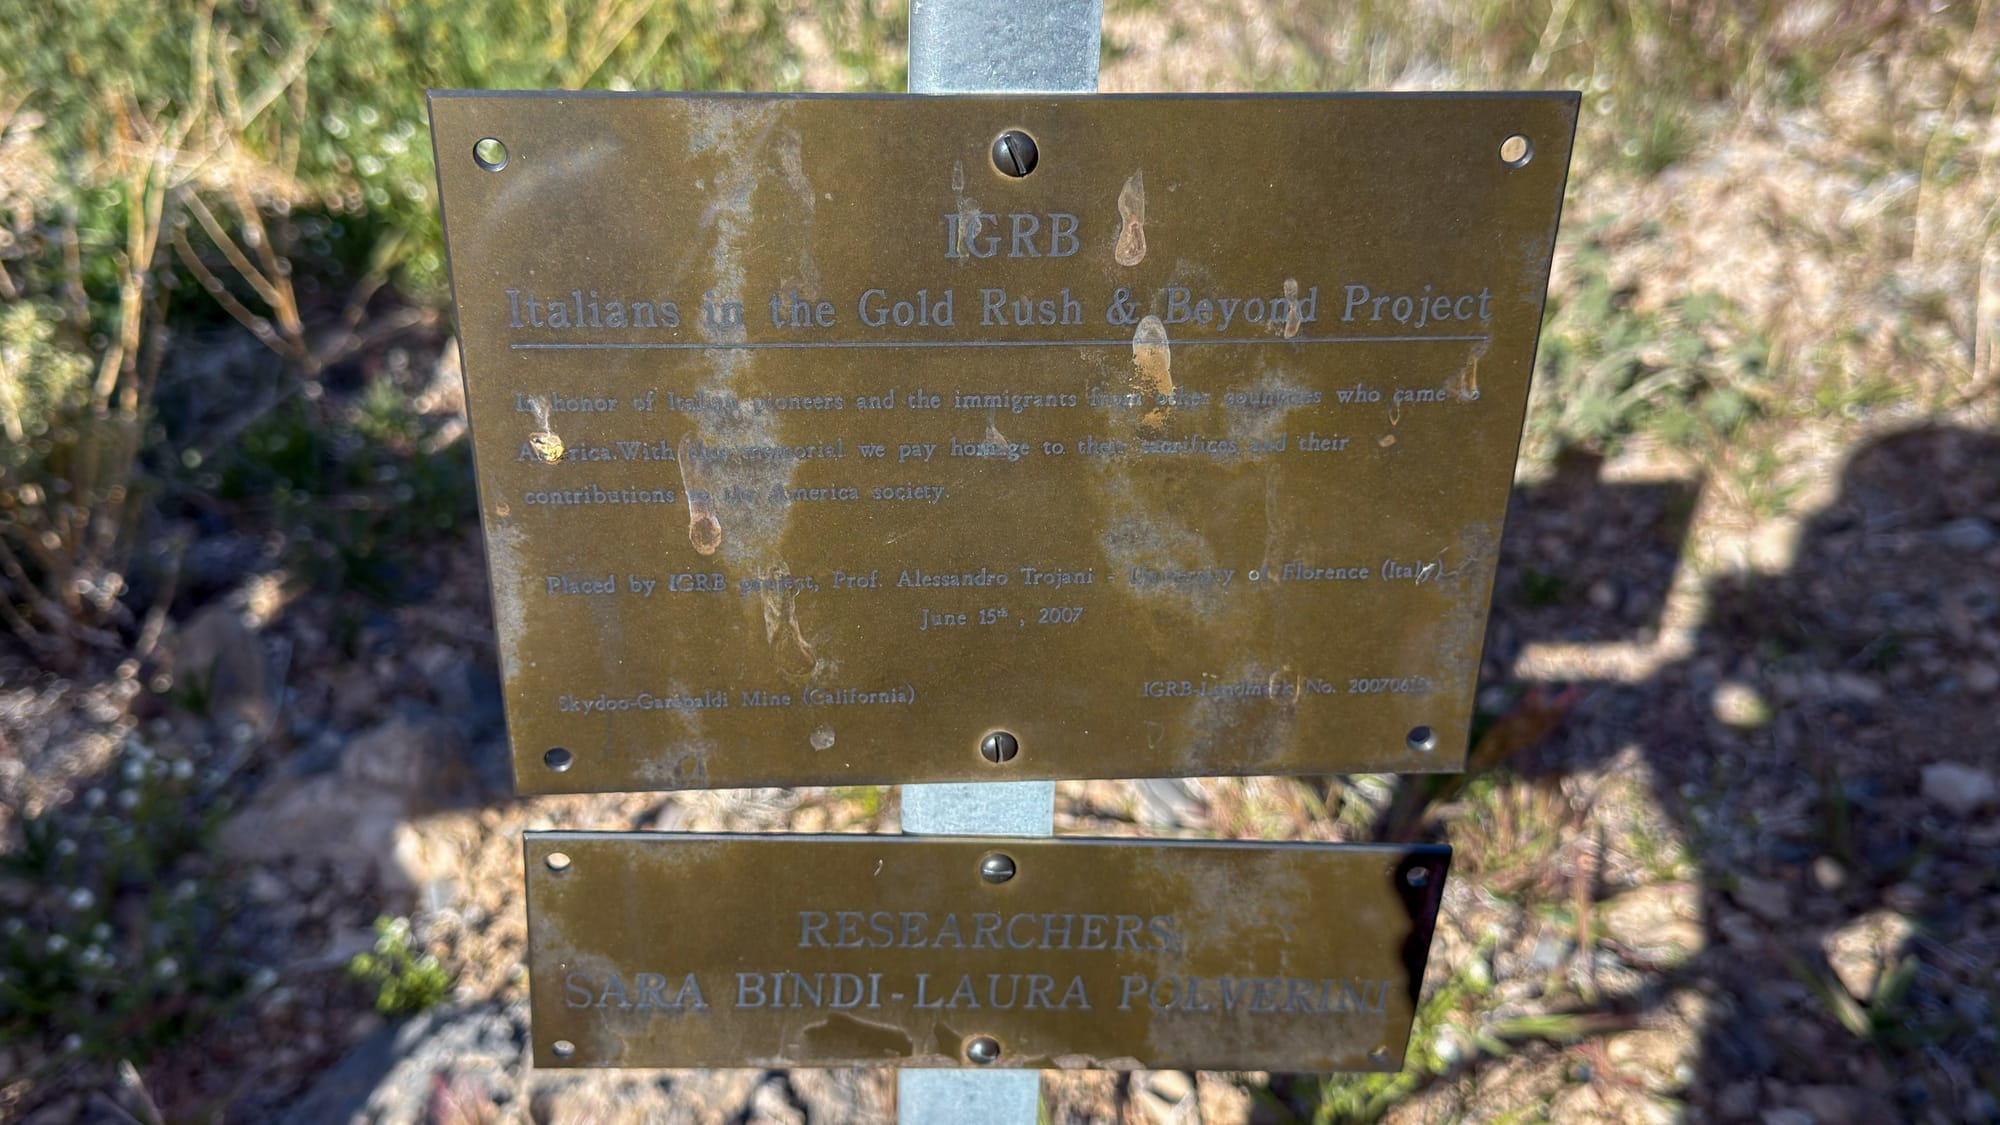 IGRB
Italians in the Gold Rush & Beyond Project
In honor of Italian pioneers and the immigrants from other countries who came to
America.With this memorial we pay homage to their sacrifices and their
contributions to the America society.
Placed by IGRB project, Prof. Alessandro Trojani - University of Florence (Italy)
June 15th , 2007
Skydoo-Garibaldi Mine (California)
IGRB-Landmark No.
RESEARCHERS
SARA BINDI-LAURA POLVERINI